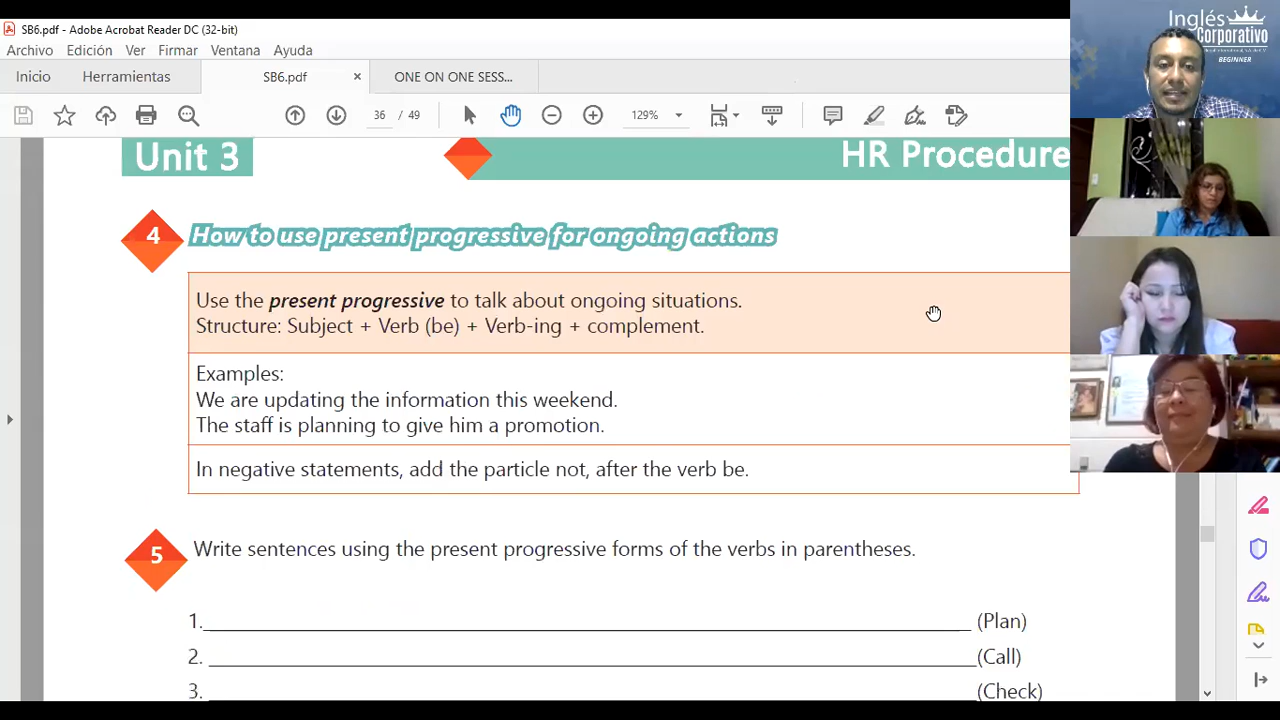 SB6.pdf - Adobe Acrobat Reader DC (32-bit)
Archivo Edición Ver Firmar Ventana Ayuda
Inicio Herramientas SB6.pdf × ONE ON ONE SESS...
36 / 49 129%
Inglés
Corporativo
BEGINNER
Unit 3 HR Procedure
4 How to use present progressive for ongoing actions
Use the present progressive to talk about ongoing situations.
Structure: Subject + Verb (be) + Verb-ing + complement.
Examples:
We are updating the information this weekend.
The staff is planning to give him a promotion.
In negative statements, add the particle not, after the verb be.
5 Write sentences using the present progressive forms of the verbs in parentheses.
1. (Plan)
2. (Call)
3. (Check)